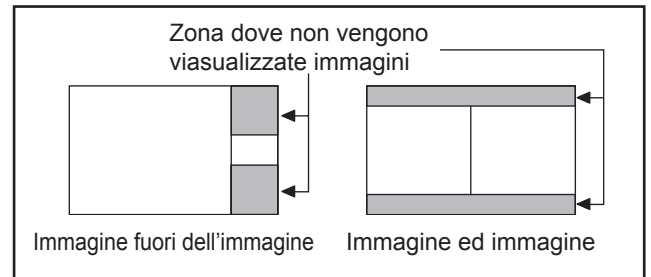 Zona dove non vengono
viasualizzate immagini
Immagine fuori dell'immagine
Immagine ed immagine